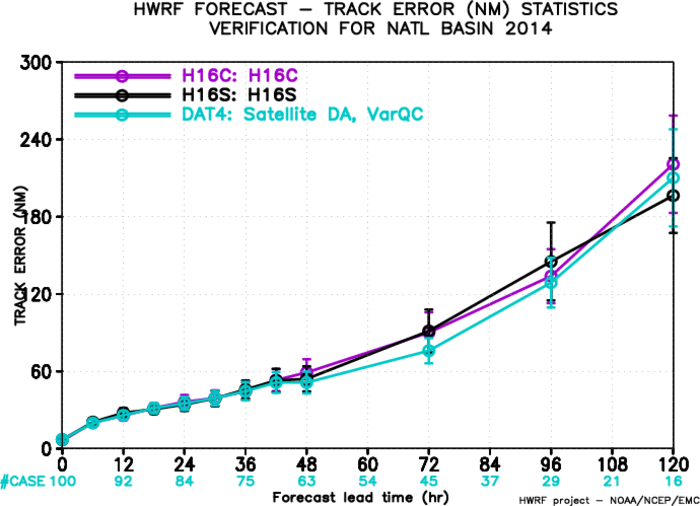 HWRF FORECAST – TRACK ERROR (NM) STATISTICS
VERIFICATION FOR NATL BASIN 2014
H16C: H16C
H16S: H16S
DAT4: Satellite DA, VarQC
TRACK ERROR (NM)
300
240
180
120
60
0
0 12 24 36 48 60 72 84 96 108 120
#CASE 100 92 84 75 63 54 45 37 29 21 16
Forecast lead time (hr)
HWRF project – NOAA/NCEP/EMC